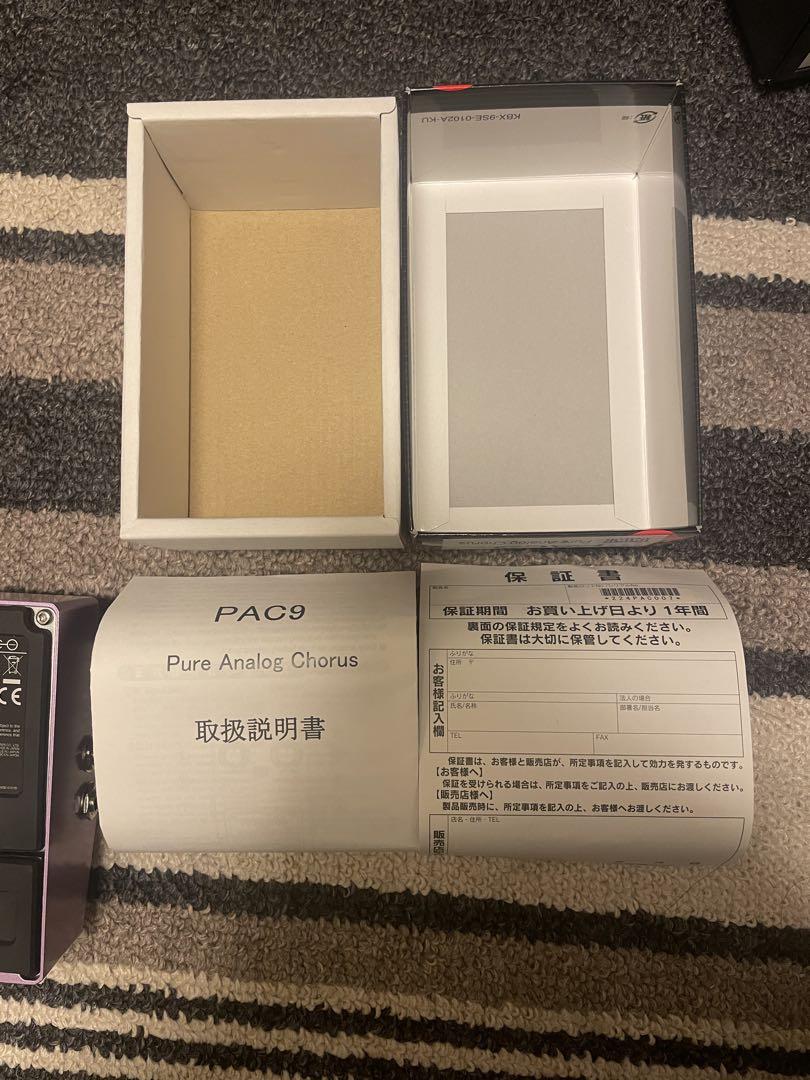 KBX-9SE-0102A-KU
紙
:箱
Pure Analog Chorus
PAC9
Pure Analog Chorus
取扱説明書
保証書
*224PAC007*
保証期間 お買い上げ日より1年間
裏面の保証規定をよくお読みください。
保証書は大切に保管してください。
お客様記入欄
ふりがな
住所 〒
ふりがな
氏名/名称
法人の場合
部署名/担当名
TEL
FAX
保証書は、お客様と販売店が、所定事項を記入して効力を発するものです。
【お客様へ】
保証を受けられる場合は、所定事項をご記入の上、販売店にお渡しください。
【販売店様へ】
製品販売時に、所定事項を記入の上、お客様へお渡しください。
店名・住所・TEL
販売店
CE